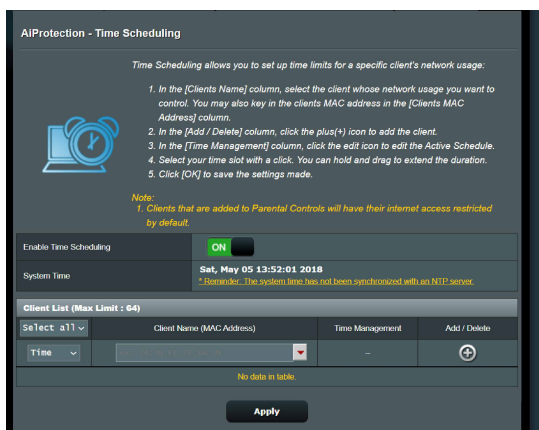 AiProtection - Time Scheduling
Time Scheduling allows you to set up time limits for a specific client's network usage:
1. In the [Clients Name] column, select the client whose network usage you want to
control. You may also key in the clients MAC address in the [Clients MAC
Address] column.
2. In the [Add / Delete] column, click the plus(+) icon to add the client.
3. In the [Time Management] column, click the edit icon to edit the Active Schedule.
4. Select your time slot with a click. You can hold and drag to extend the duration.
5. Click [OK] to save the settings made.
Note:
1. Clients that are added to Parental Controls will have their internet access restricted
by default.
Enable Time Scheduling ON
System Time Sat, May 05 13:52:01 2018
* Reminder: The system time has not been synchronized with an NTP server.
Client List (Max Limit : 64)
Select all Client Name (MAC Address) Time Management Add / Delete
Time --
No data in table.
Apply